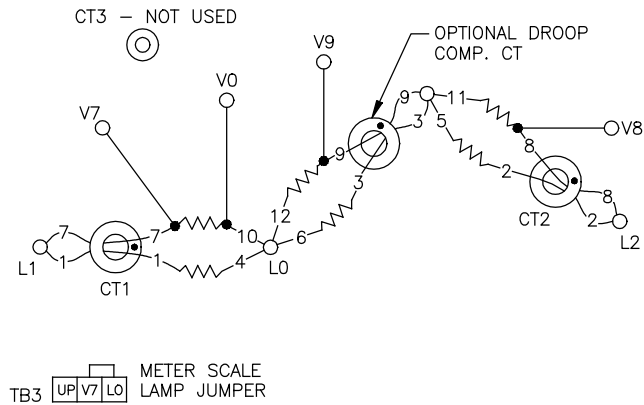 CT3 – NOT USED
OPTIONAL DROOP
COMP. CT
V9
V0
V7
V8
9
11
3
5
8
9
2
3
8
12
2
CT2
L2
7
7
10
6
1
1
4
L0
L1
CT1
METER SCALE
LAMP JUMPER
TB3 UP V7 L0